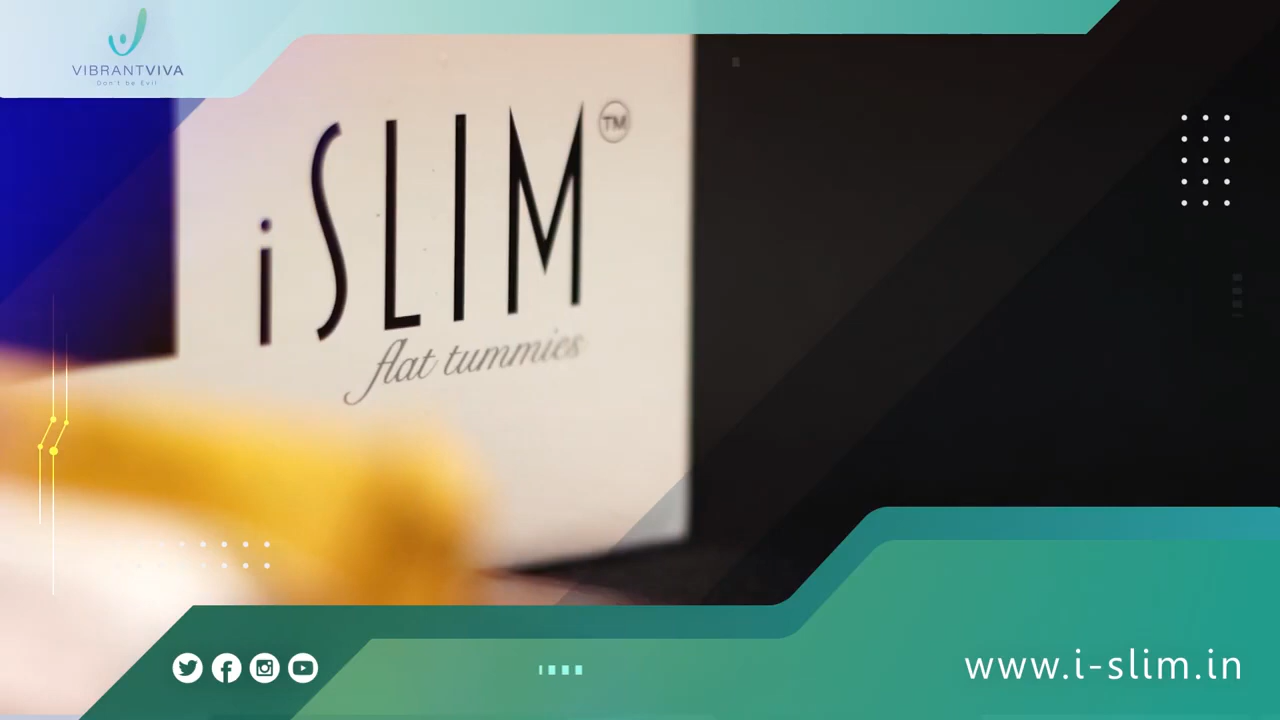 VIBRANTVIVA
Don't be Evil
iSLIM TM
flat tummies
www.i-slim.in